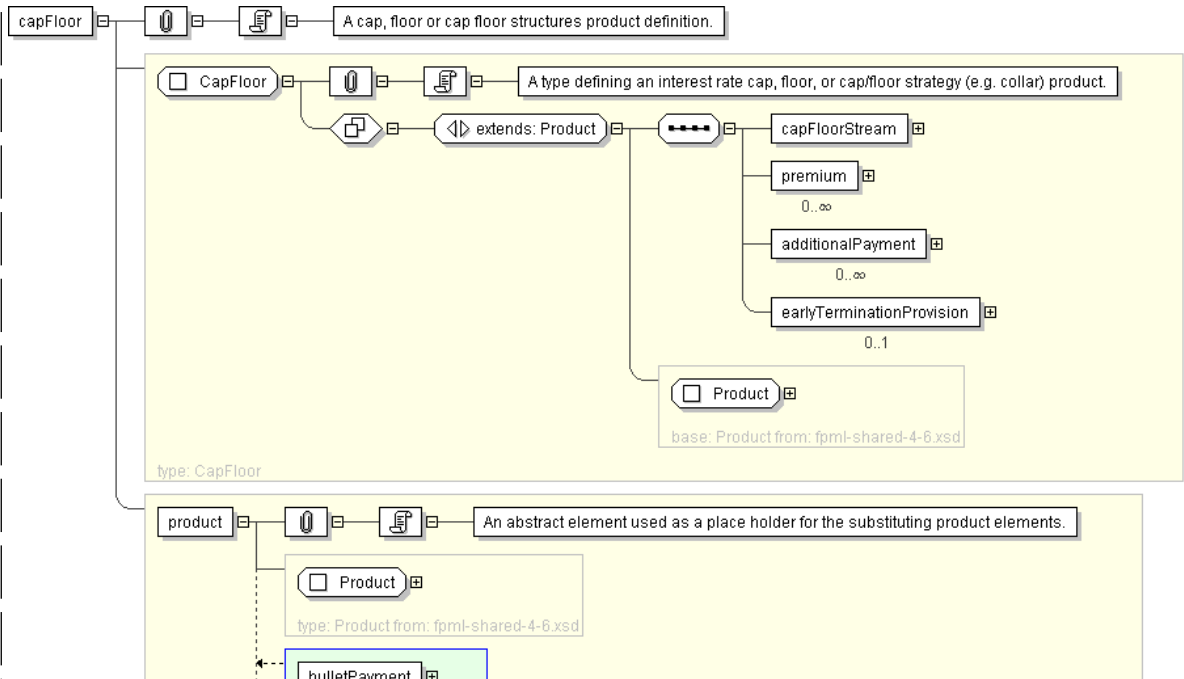 capFloor
A cap, floor or cap floor structures product definition.
CapFloor
A type defining an interest rate cap, floor, or cap/floor strategy (e.g. collar) product.
extends: Product
capFloorStream
premium
0..∞
additionalPayment
0..∞
earlyTerminationProvision
0..1
Product
base: Product from: fpml-shared-4-6.xsd
type: CapFloor
product
An abstract element used as a place holder for the substituting product elements.
Product
type: Product from: fpml-shared-4-6.xsd
bulletPayment